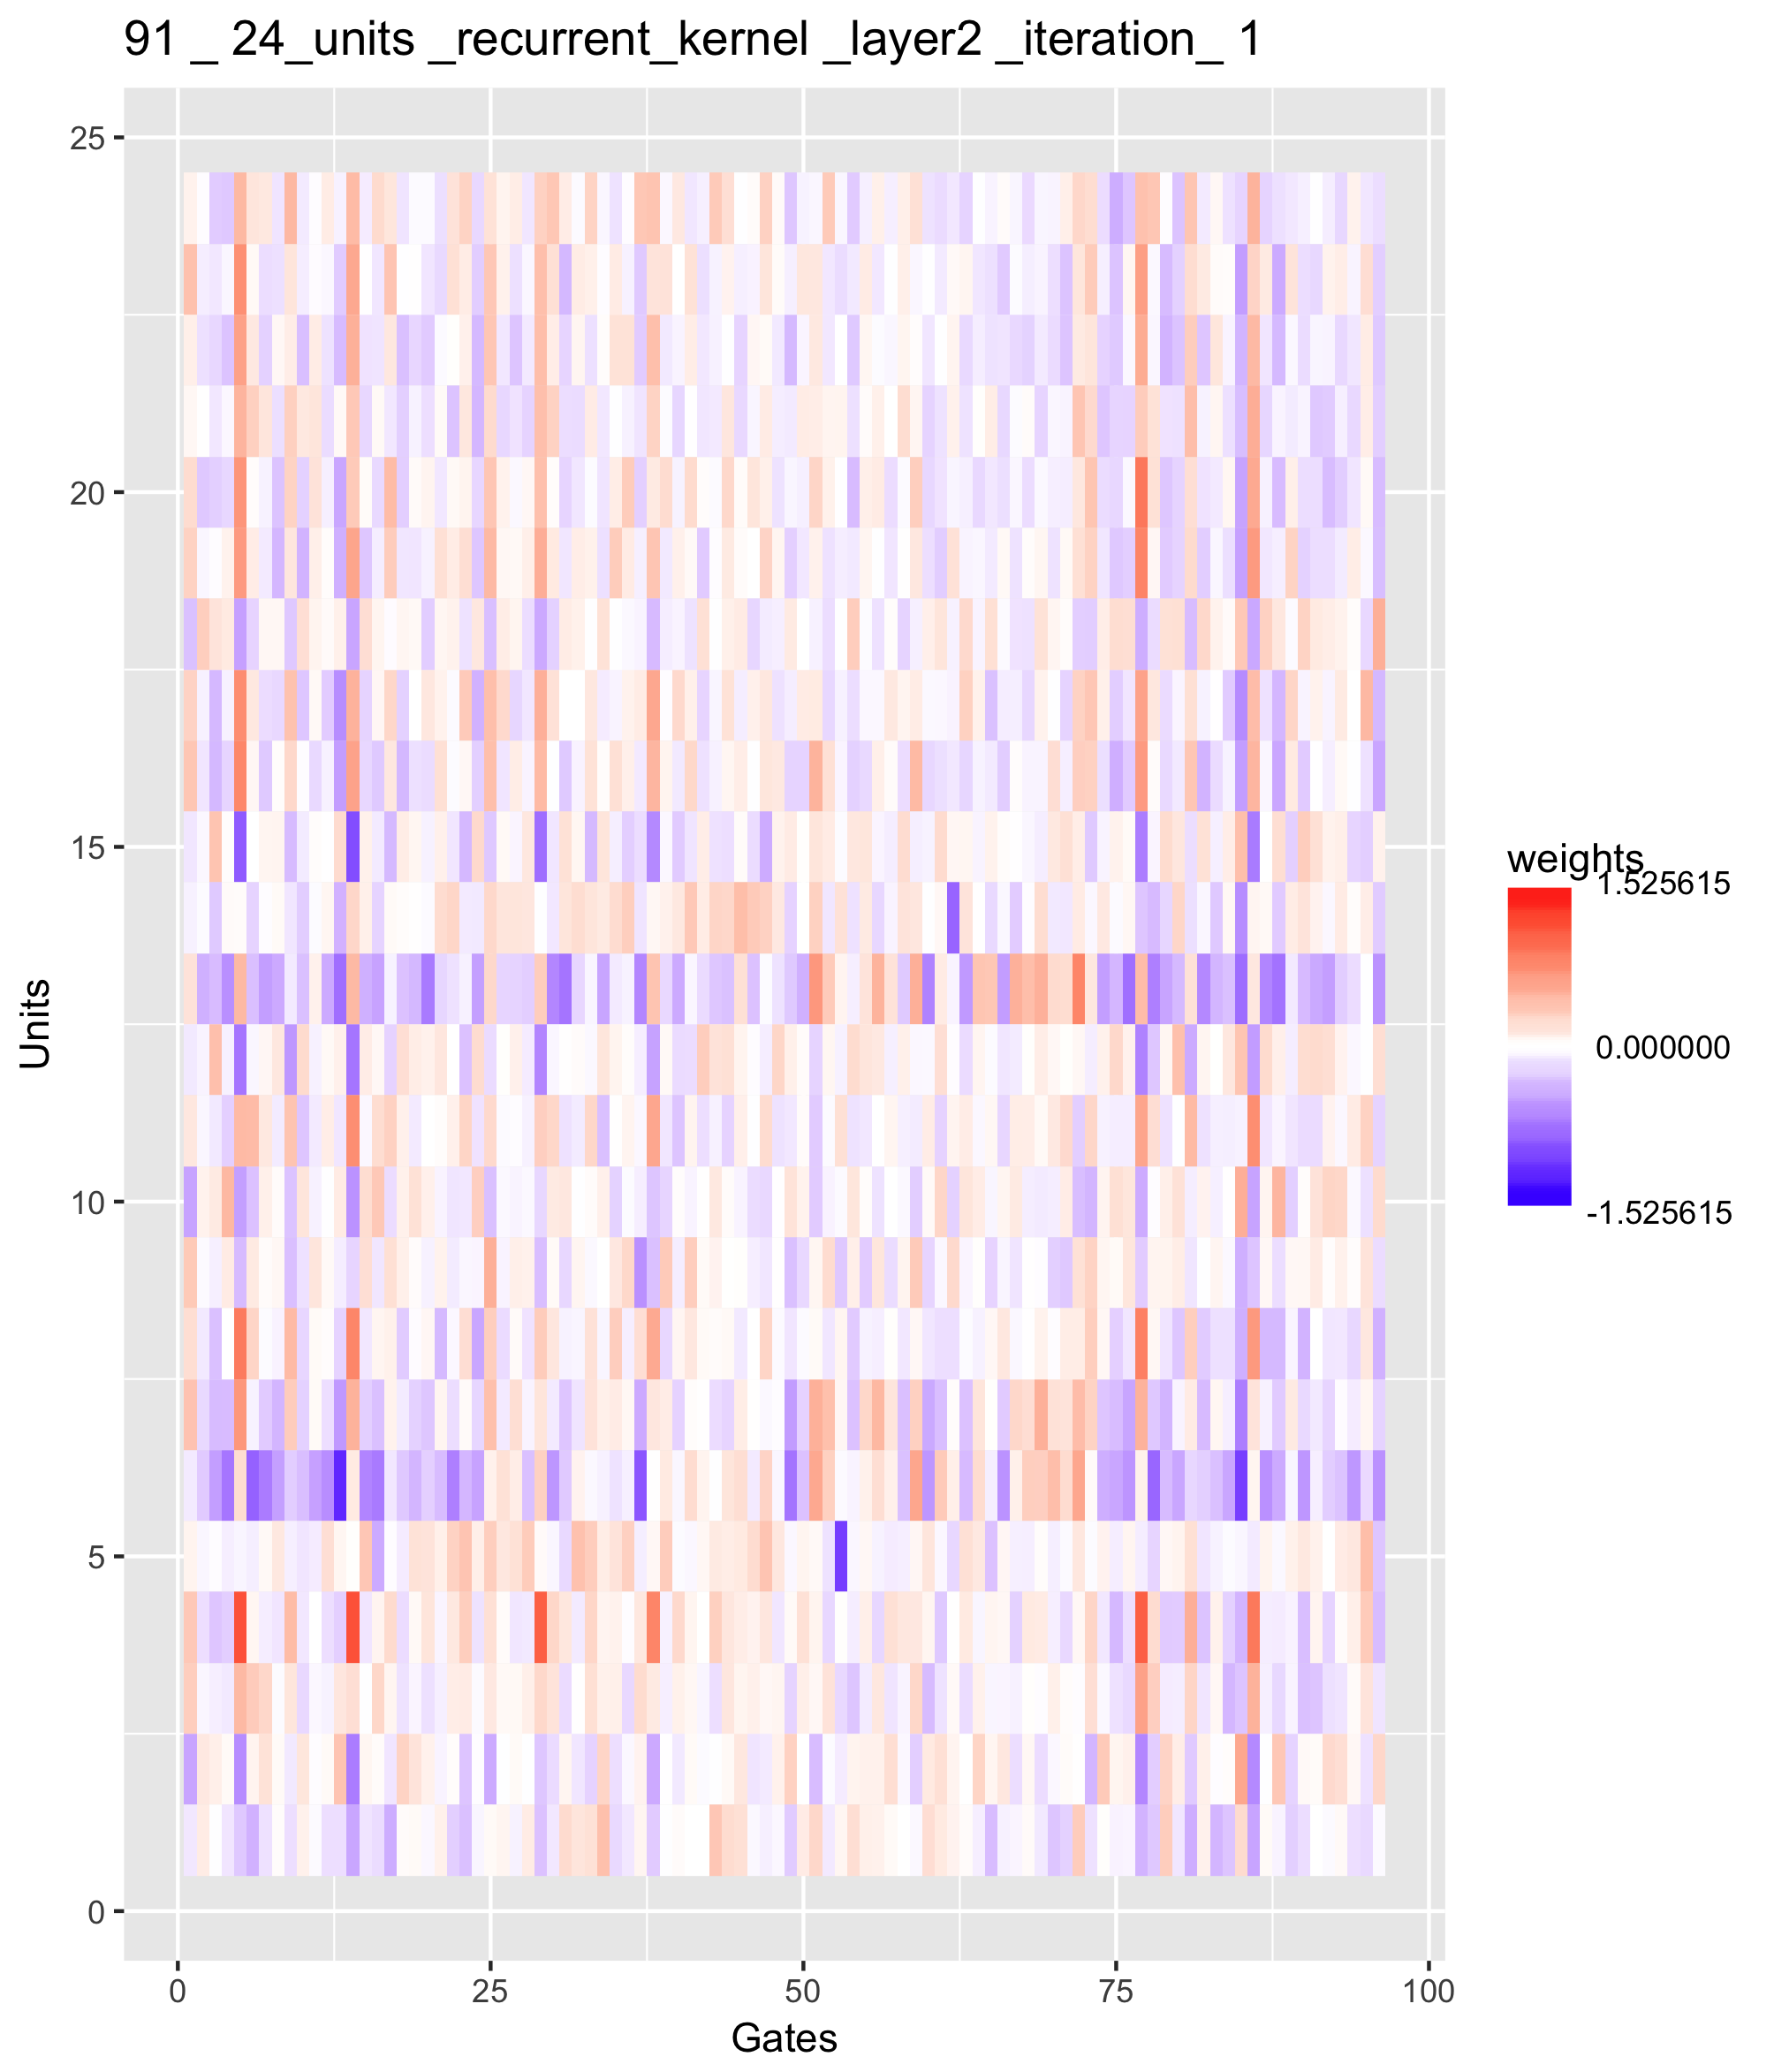 91 _ 24_units _recurrent_kernel _layer2 _iteration_ 1
25
20
15
10
5
0
Units
0 25 50 75 100
Gates
weights
1.525615
0.000000
-1.525615